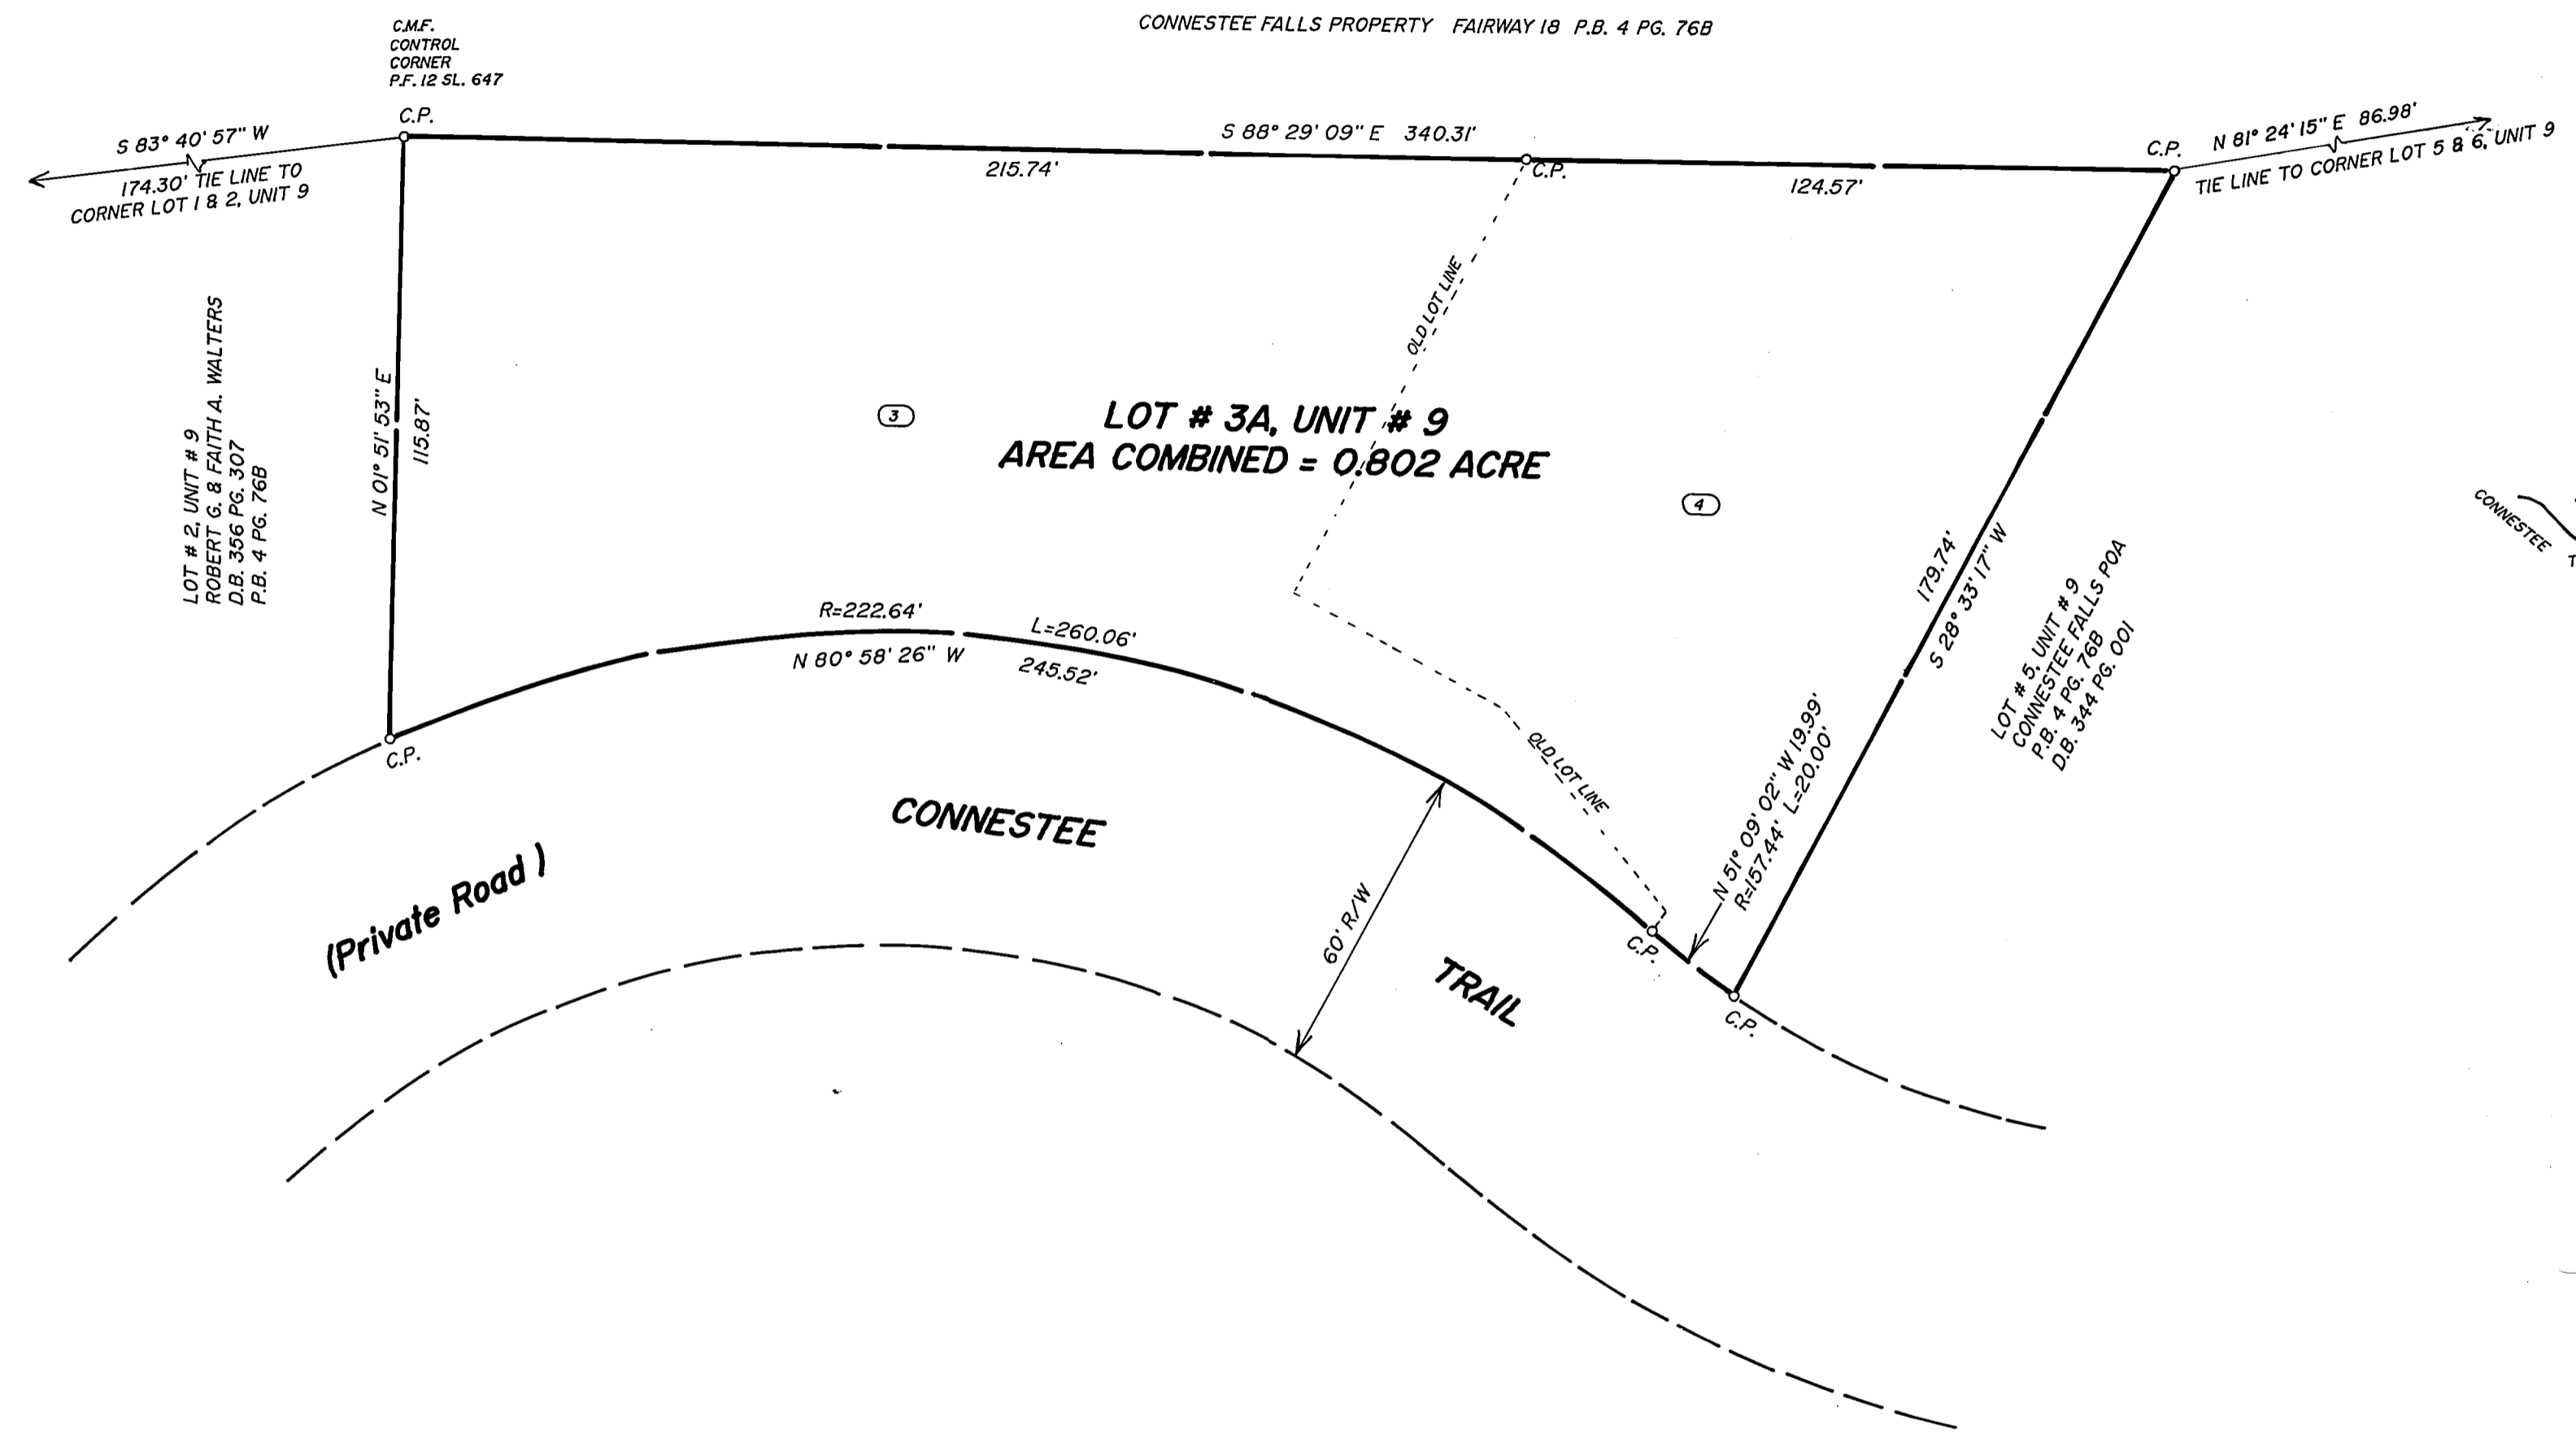 CONNESTEE FALLS PROPERTY FAIRWAY 18 P.B. 4 PG. 76B
C.M.F.
CONTROL
CORNER
P.F. 12 SL. 647
C.P.
S 83° 40' 57" W
174.30' TIE LINE TO
CORNER LOT 1 & 2, UNIT 9
S 88° 29' 09" E 340.31'
215.74'
C.P.
124.57'
C.P.
N 81° 24' 15" E 86.98'
TIE LINE TO CORNER LOT 5 & 6, UNIT 9
OLD LOT LINE
LOT # 2, UNIT # 9
ROBERT G. & FAITH A. WALTERS
D.B. 356 PG. 307
P.B. 4 PG. 76B
N 01° 51' 53" E
115.87'
3
LOT # 3A, UNIT # 9
AREA COMBINED = 0.802 ACRE
4
179.74'
S 28° 33' 17" W
LOT # 5, UNIT # 9
CONNESTEE FALLS POA
P.B. 4 PG. 76B
D.B. 344 PG. 001
CONNESTEE
T
R=222.64'
L=260.06'
N 80° 58' 26" W
245.52'
C.P.
OLD LOT LINE
N 51° 09' 02" W 19.99'
R=157.44' L=20.00'
CONNESTEE
(Private Road )
60' R/W
TRAIL
C.P.
C.P.